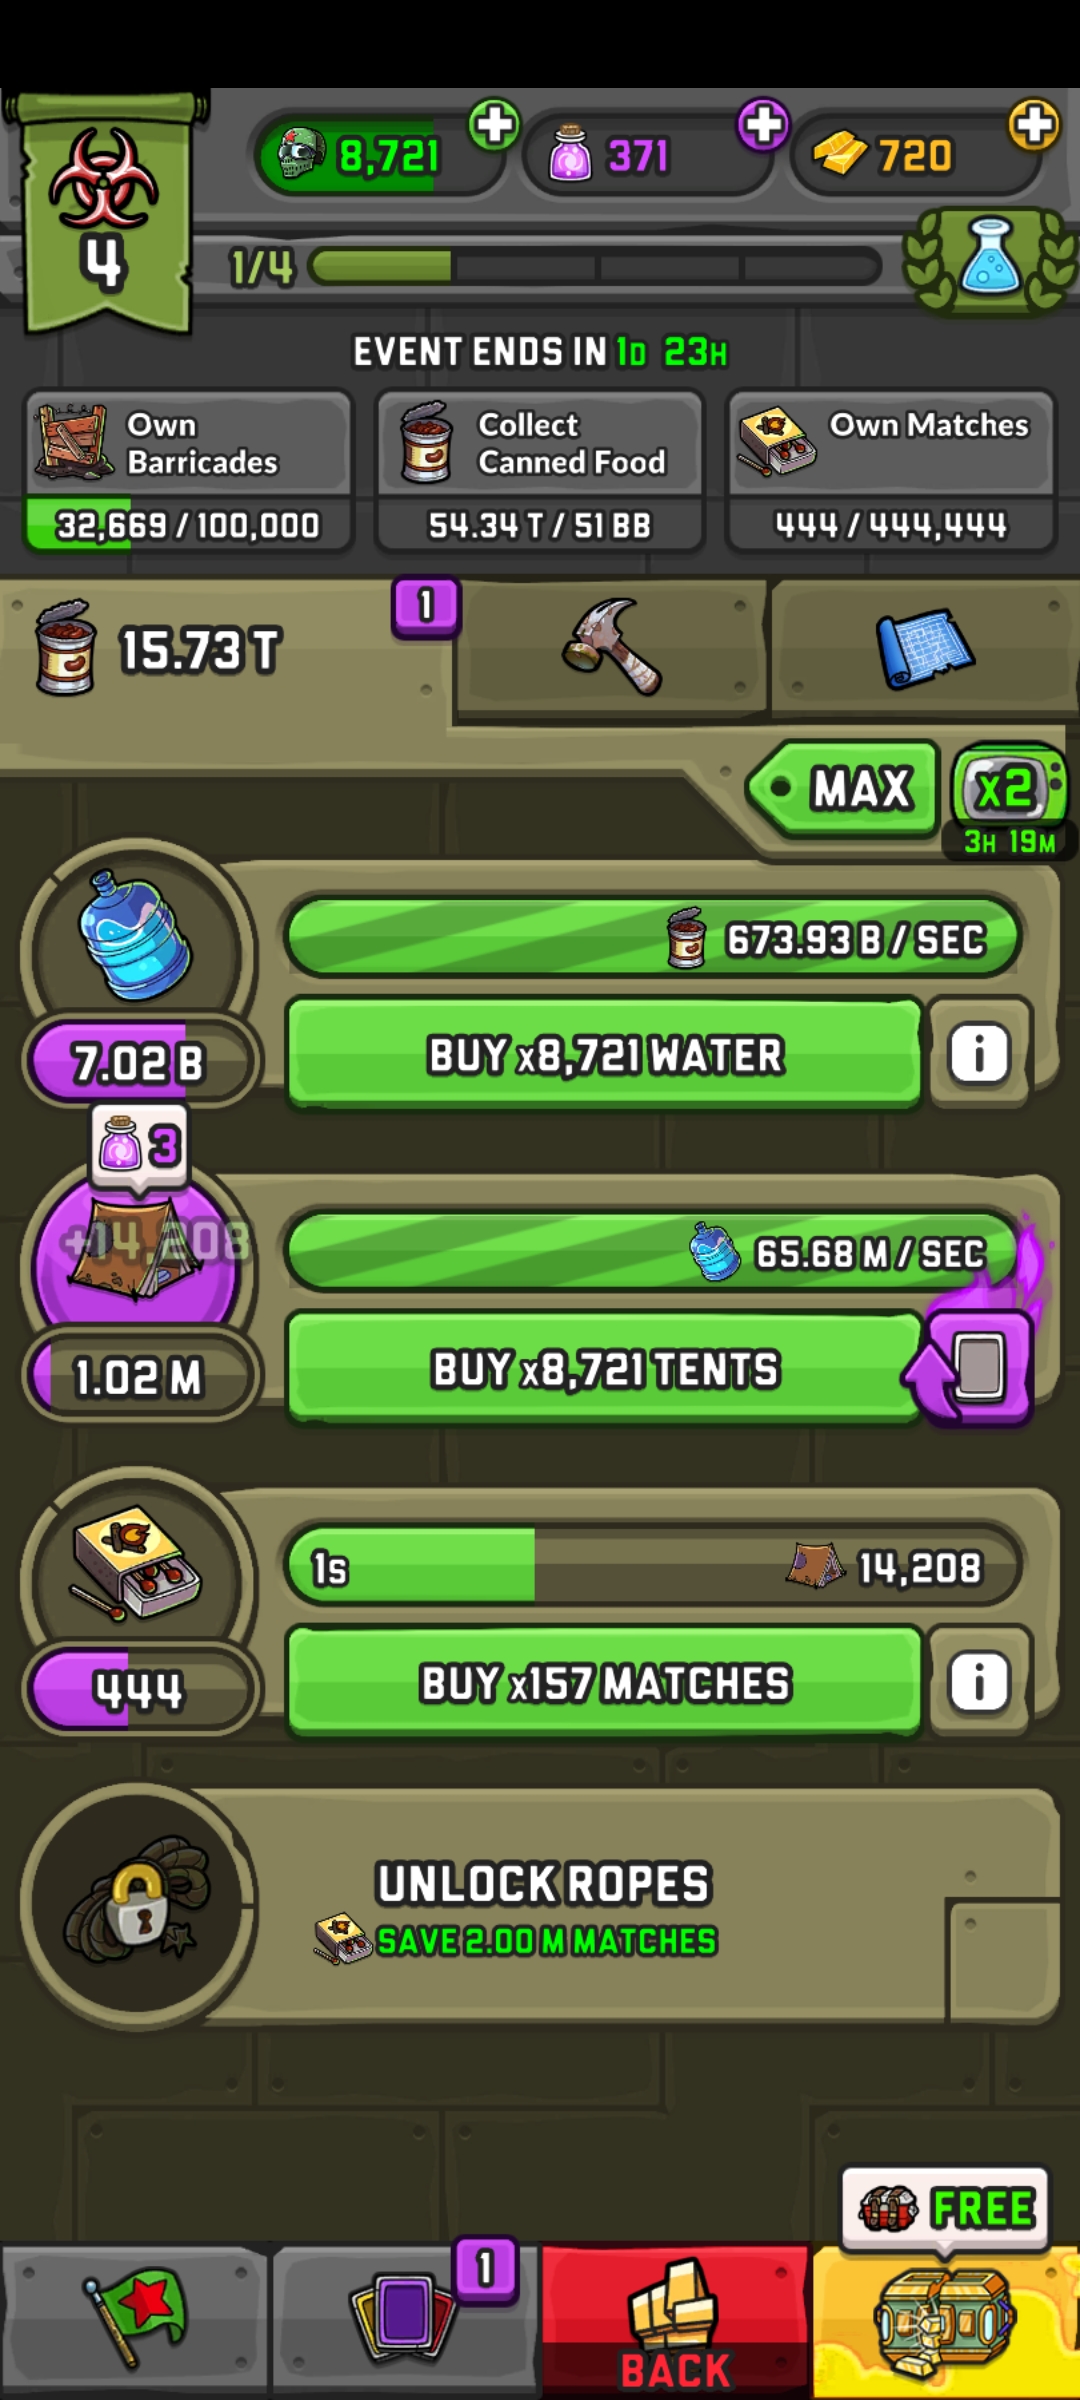 4
8,721
371
720
1/4
EVENT ENDS IN 1D 23H
Own
Barricades
32,669 / 100,000
Collect
Canned Food
54.34 T / 51 BB
Own Matches
444 / 444,444
15.73 T
1
MAX
x2
3H 19M
673.93 B / SEC
7.02 B
BUY x8,721 WATER
i
3
+14,208
65.68 M / SEC
1.02 M
BUY x8,721 TENTS
1s
14,208
444
BUY x157 MATCHES
i
UNLOCK ROPES
SAVE 2.00 M MATCHES
FREE
1
BACK